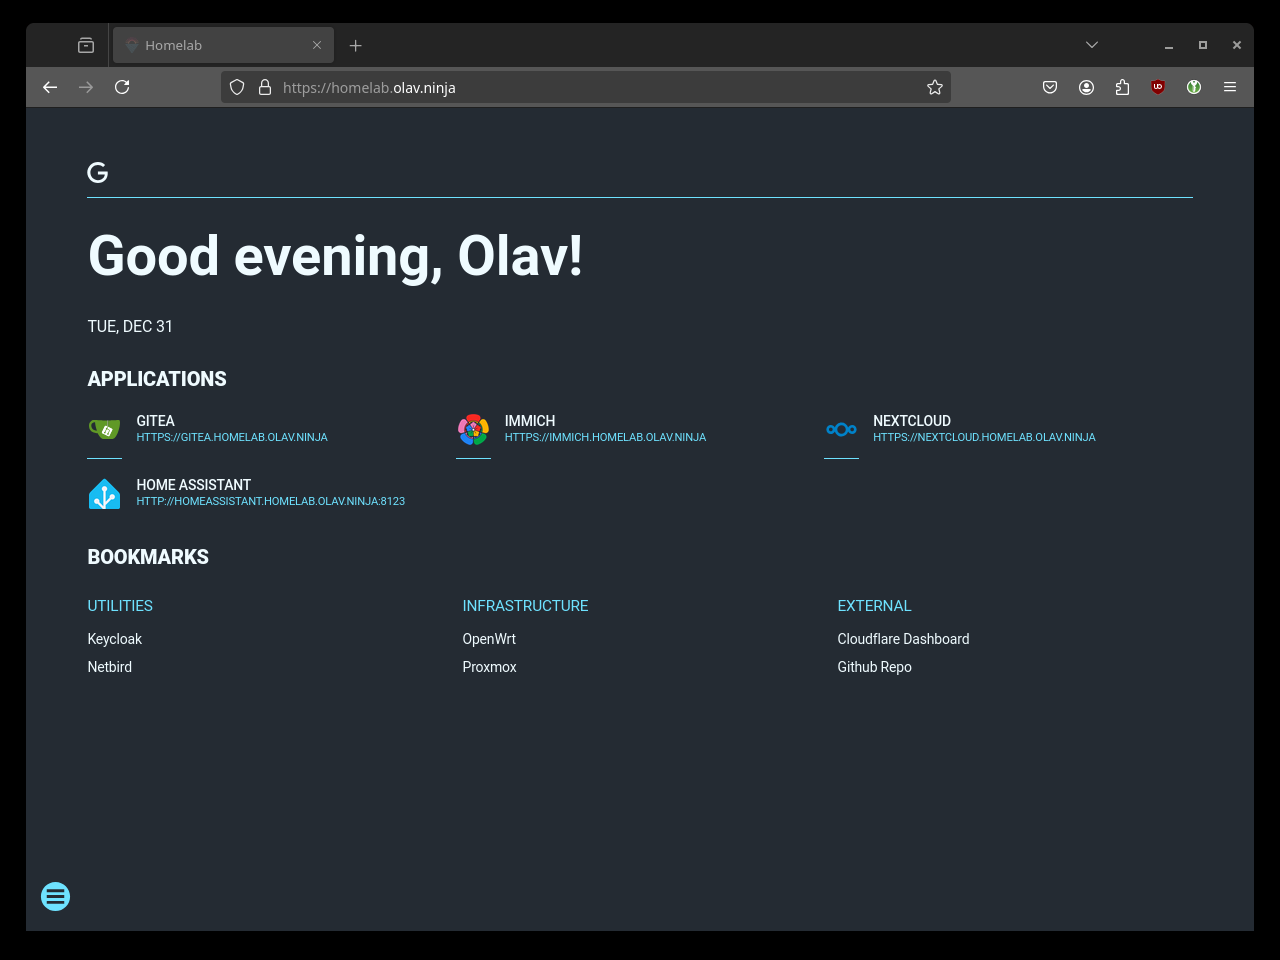 Homelab
https://homelab.olav.ninja
UD
G
Good evening, Olav!
TUE, DEC 31
APPLICATIONS
GITEA
HTTPS://GITEA.HOMELAB.OLAV.NINJA
IMMICH
HTTPS://IMMICH.HOMELAB.OLAV.NINJA
NEXTCLOUD
HTTPS://NEXTCLOUD.HOMELAB.OLAV.NINJA
HOME ASSISTANT
HTTP://HOMEASSISTANT.HOMELAB.OLAV.NINJA:8123
BOOKMARKS
UTILITIES
Keycloak
Netbird
INFRASTRUCTURE
OpenWrt
Proxmox
EXTERNAL
Cloudflare Dashboard
Github Repo